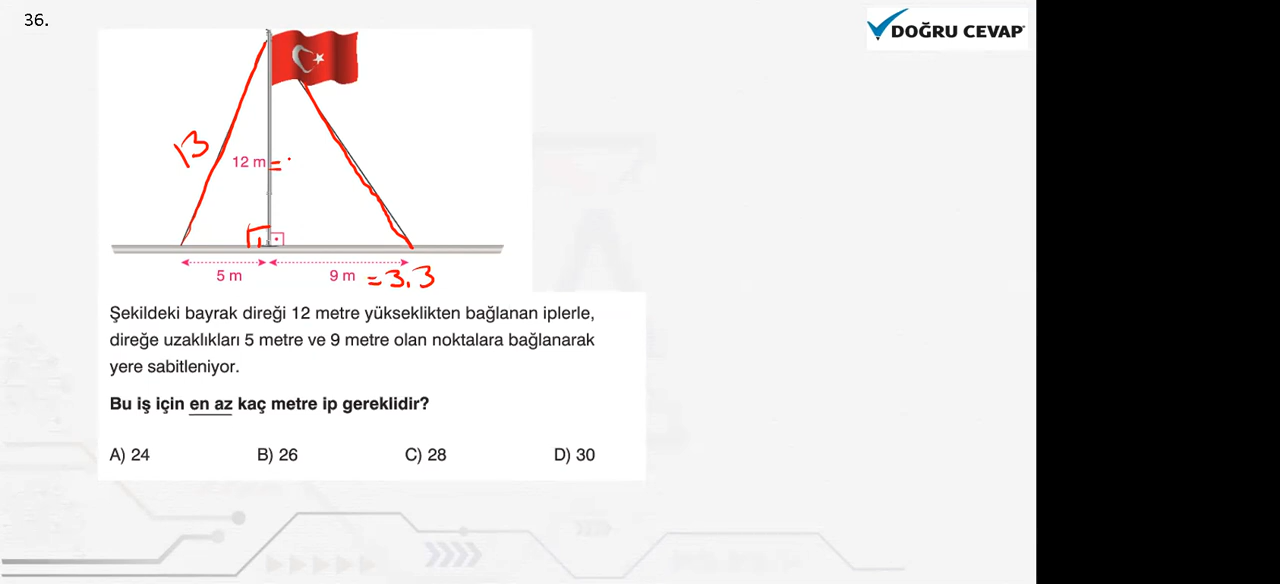 36.
DOĞRU CEVAP
13
12 m = .
5 m
9 m = 3.3
Şekildeki bayrak direği 12 metre yükseklikten bağlanan iplerle,
direğe uzaklıkları 5 metre ve 9 metre olan noktalara bağlanarak
yere sabitleniyor.
Bu iş için en az kaç metre ip gereklidir?
A) 24 B) 26 C) 28 D) 30